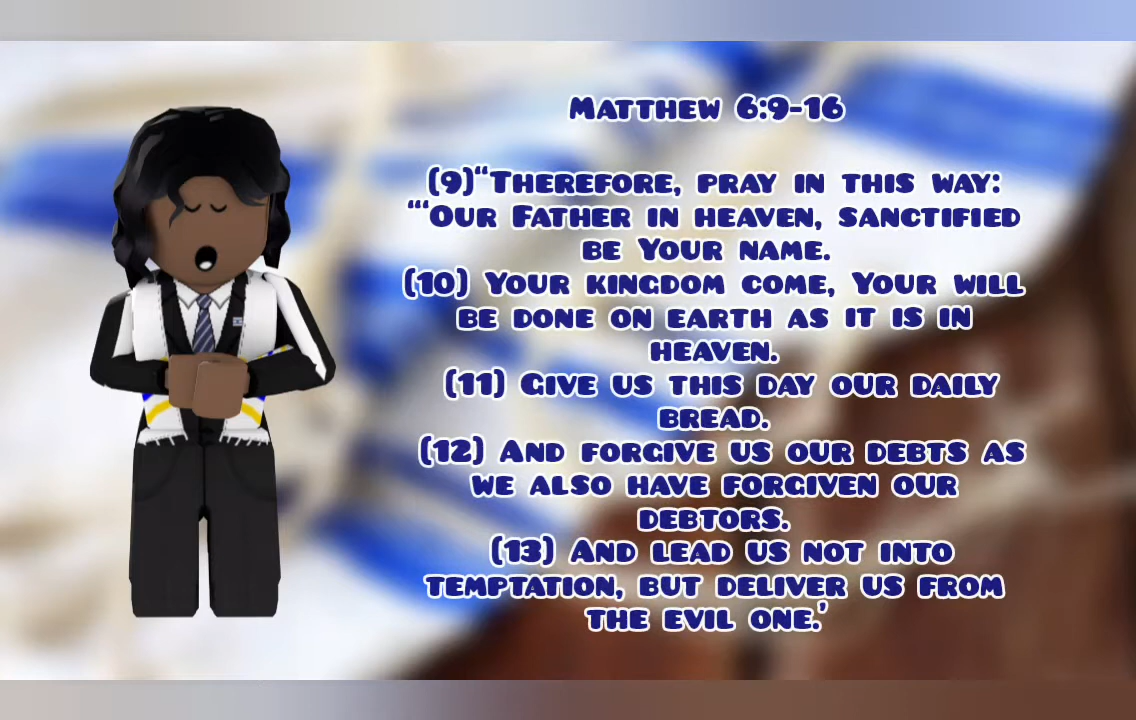 Matthew 6:9-16
(9)“Therefore, pray in this way:
“‘Our Father in heaven, sanctified
be Your name.
(10) Your kingdom come, Your will
be done on earth as it is in
heaven.
(11) Give us this day our daily
bread.
(12) And forgive us our debts as
we also have forgiven our
debtors.
(13) And lead us not into
temptation, but deliver us from
the evil one.’